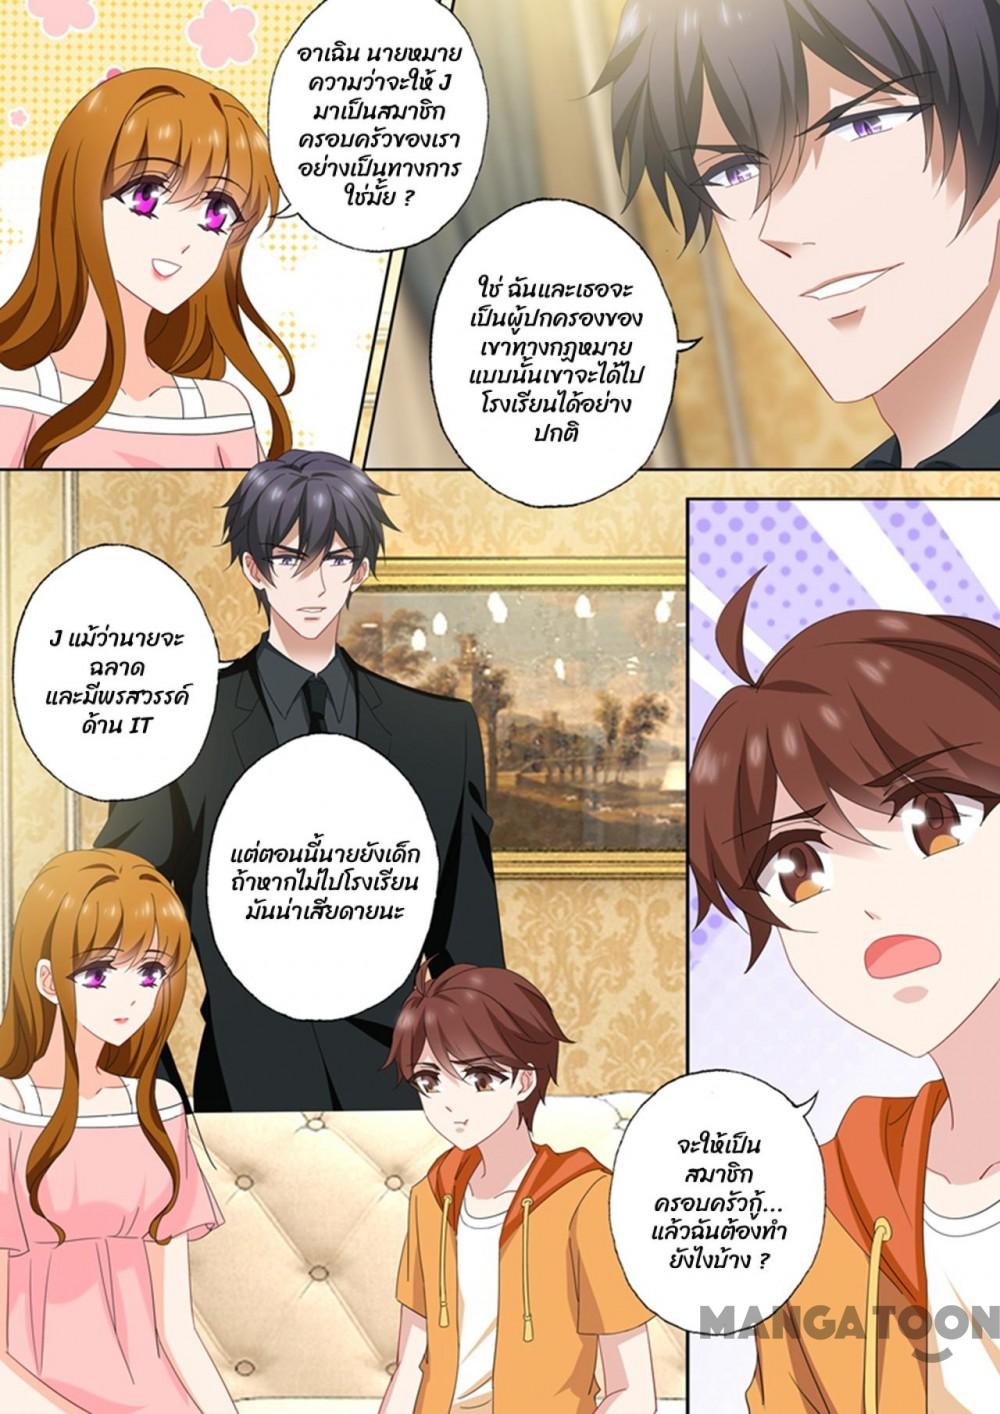 อาเฉิน นายหมาย
ความว่าจะให้ J
มาเป็นสมาชิก
ครอบครัวของเรา
อย่างเป็นทางการ
ใช่มั้ย ?
ใช่ ฉันและเธอจะ
เป็นผู้ปกครองของ
เขาทางกฎหมาย
แบบนั้นเขาจะได้ไป
โรงเรียนได้อย่าง
ปกติ
J แม้ว่านายจะ
ฉลาด
และมีพรสวรรค์
ด้าน IT
แต่ตอนนี้นายยังเด็ก
ถ้าหากไม่ไปโรงเรียน
มันน่าเสียดายนะ
จะให้เป็น
สมาชิก
ครอบครัวกู้...
แล้วฉันต้องทำ
ยังไงบ้าง ?
MANGATOON